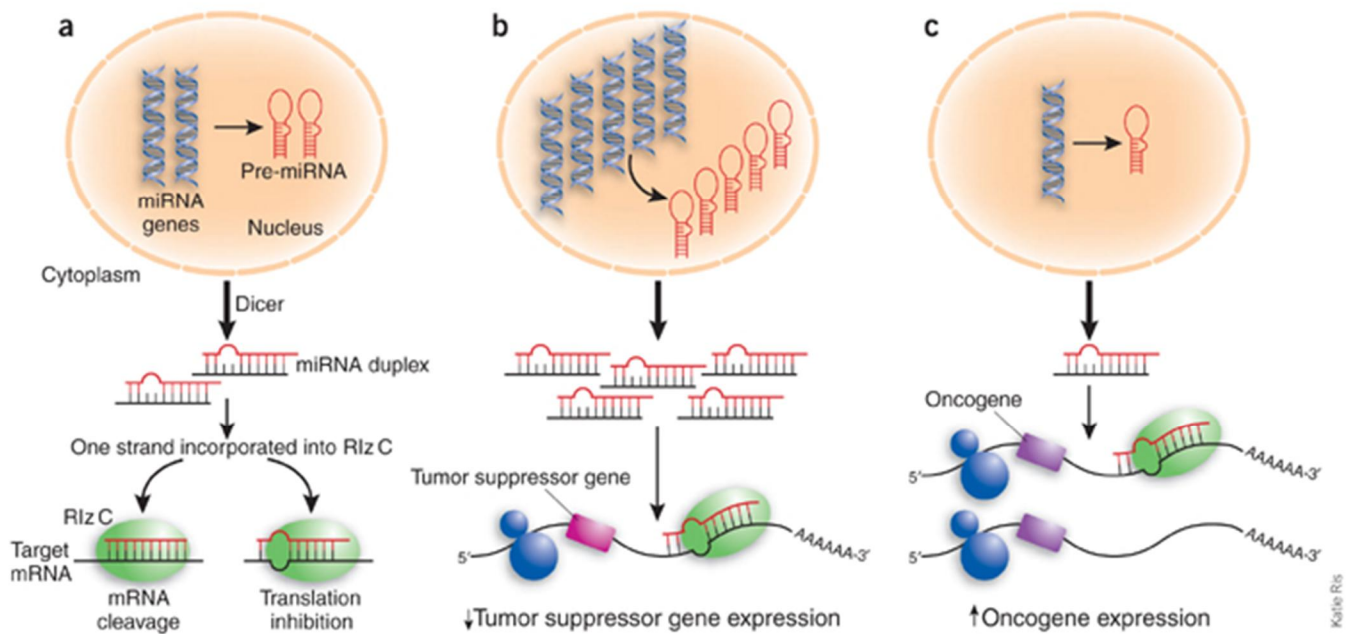 a
miRNA
genes
Pre-miRNA
Nucleus
Cytoplasm
Dicer
miRNA duplex
One strand incorporated into RIz C
RIz C
Target
mRNA
mRNA
cleavage
Translation
inhibition
b
Tumor suppressor gene
5′
AAAAAA-3′
↓Tumor suppressor gene expression
c
Oncogene
5′
AAAAAA-3′
5′
AAAAAA-3′
↑Oncogene expression
Katie Ris